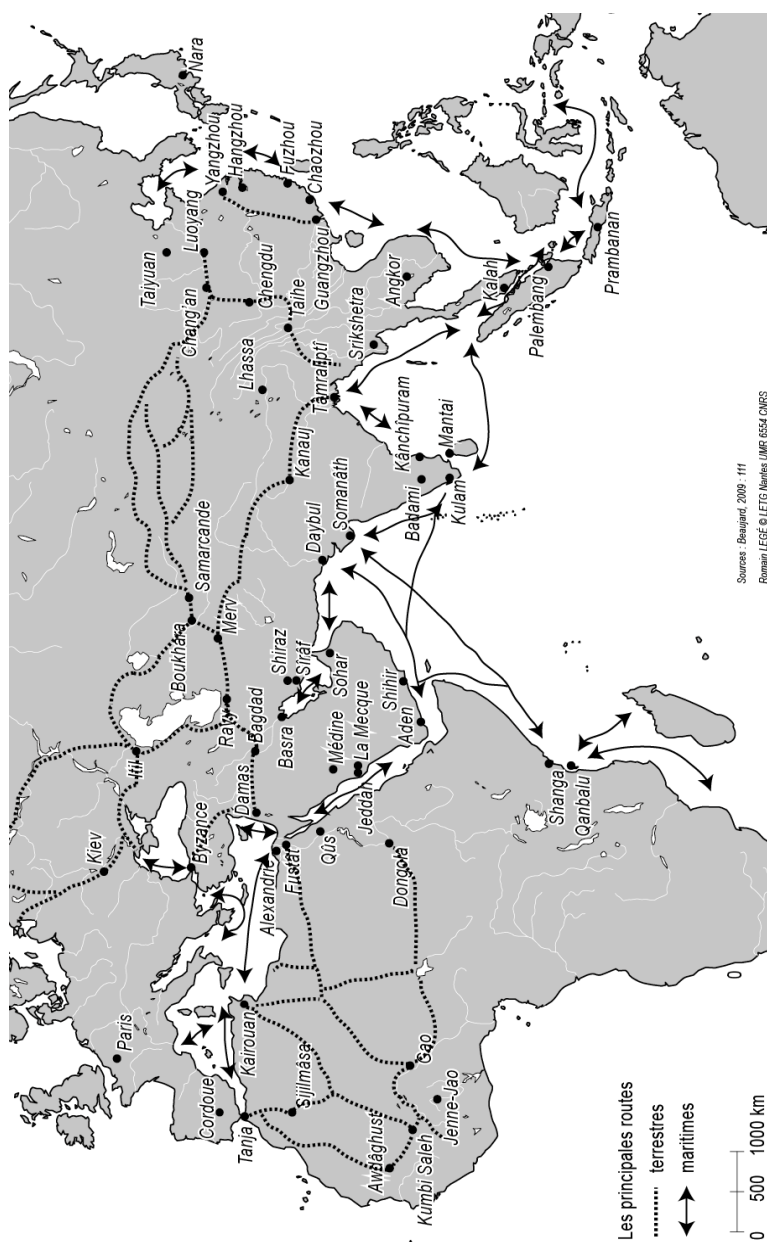 Nara
Taiyuan
Luoyang
Chang'an
Yangzhou
Hangzhou
Chengdu
Fuzhou
Chaozhou
Guangzhou
Taihe
Lhassa
Kiev
Itil
Boukhâra
Samarcande
Merv
Rayy
Paris
Byzance
Bagdad
Damas
Cordoue
Tanja
Kairouan
Alexandrie
Fustat
Basra
Shiraz
Sîrâf
Kanauj
Tamraliptî
Srikshetra
Angkor
Sijilmâsa
Qûs
Médine
La Mecque
Jeddah
Sohar
Daybul
Somanâth
Awdâghust
Kumbi Saleh
Jenne-Jao
Gao
Dongola
Aden
Shihir
Badami
Kânchipuram
Kulam
Mantai
Kalah
Palembang
Prambanan
Shanga
Qanbalu
0
Les principales routes
terrestres
maritimes
0 500 1000 km
Sources : Beaujard, 2009 : 111
Romain LEGÉ © LETG Nantes UMR 6554 CNRS